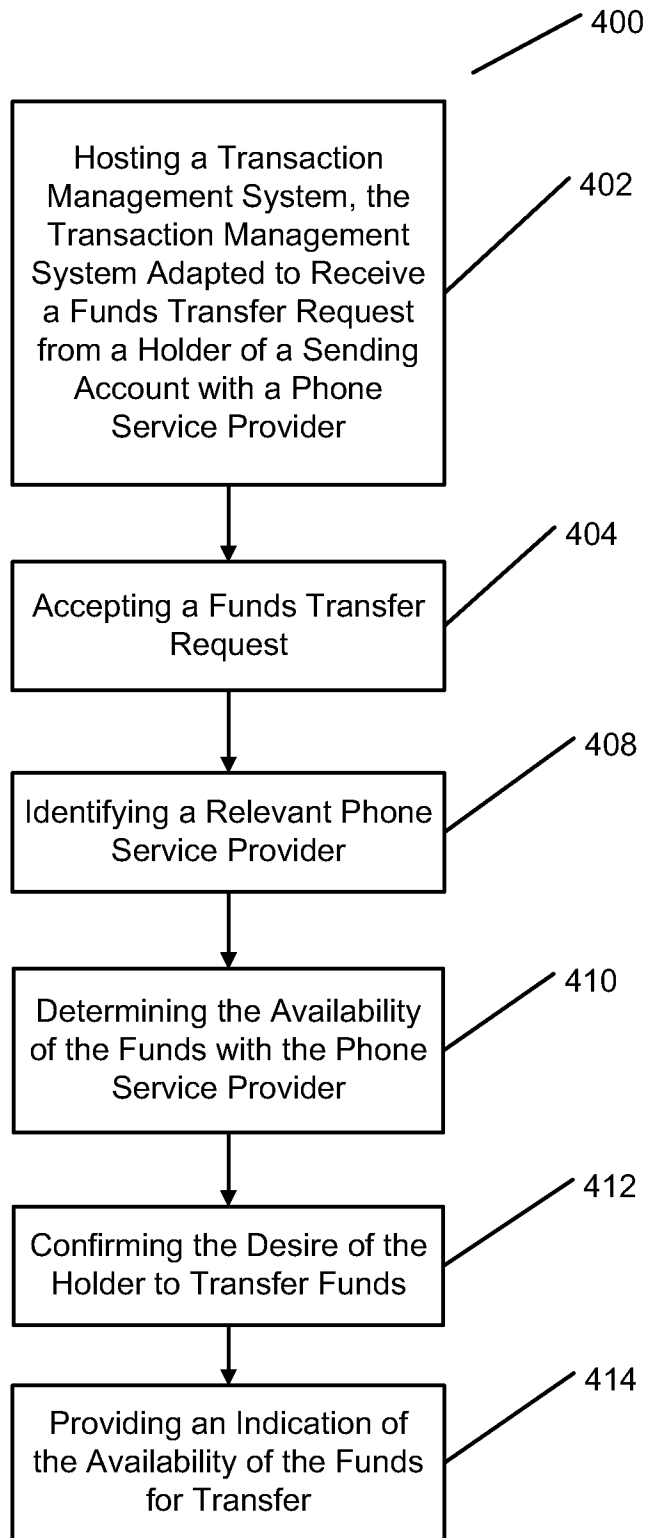 400
Hosting a Transaction
Management System, the
Transaction Management
System Adapted to Receive
a Funds Transfer Request
from a Holder of a Sending
Account with a Phone
Service Provider
402
Accepting a Funds Transfer
Request
404
Identifying a Relevant Phone
Service Provider
408
Determining the Availability
of the Funds with the Phone
Service Provider
410
Confirming the Desire of the
Holder to Transfer Funds
412
Providing an Indication of
the Availability of the Funds
for Transfer
414